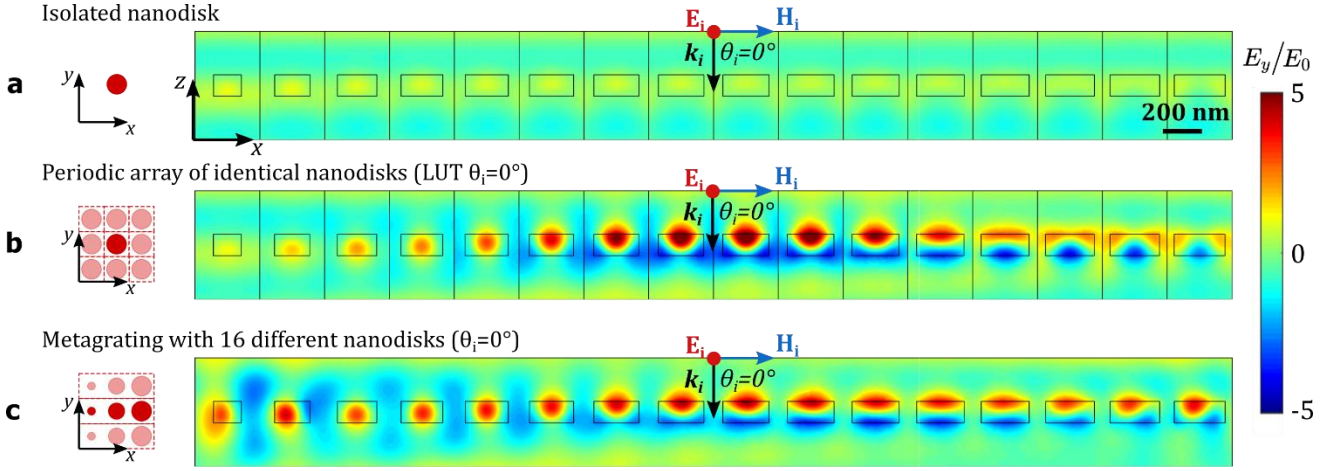 Isolated nanodisk
E_i H_i
k_i θ_i=0°
E_y/E_0
a y x z x
5
200 nm
Periodic array of identical nanodisks (LUT θ_i=0°)
E_i H_i
k_i θ_i=0°
b y x
0
Metagrating with 16 different nanodisks (θ_i=0°)
E_i H_i
k_i θ_i=0°
c y x
-5